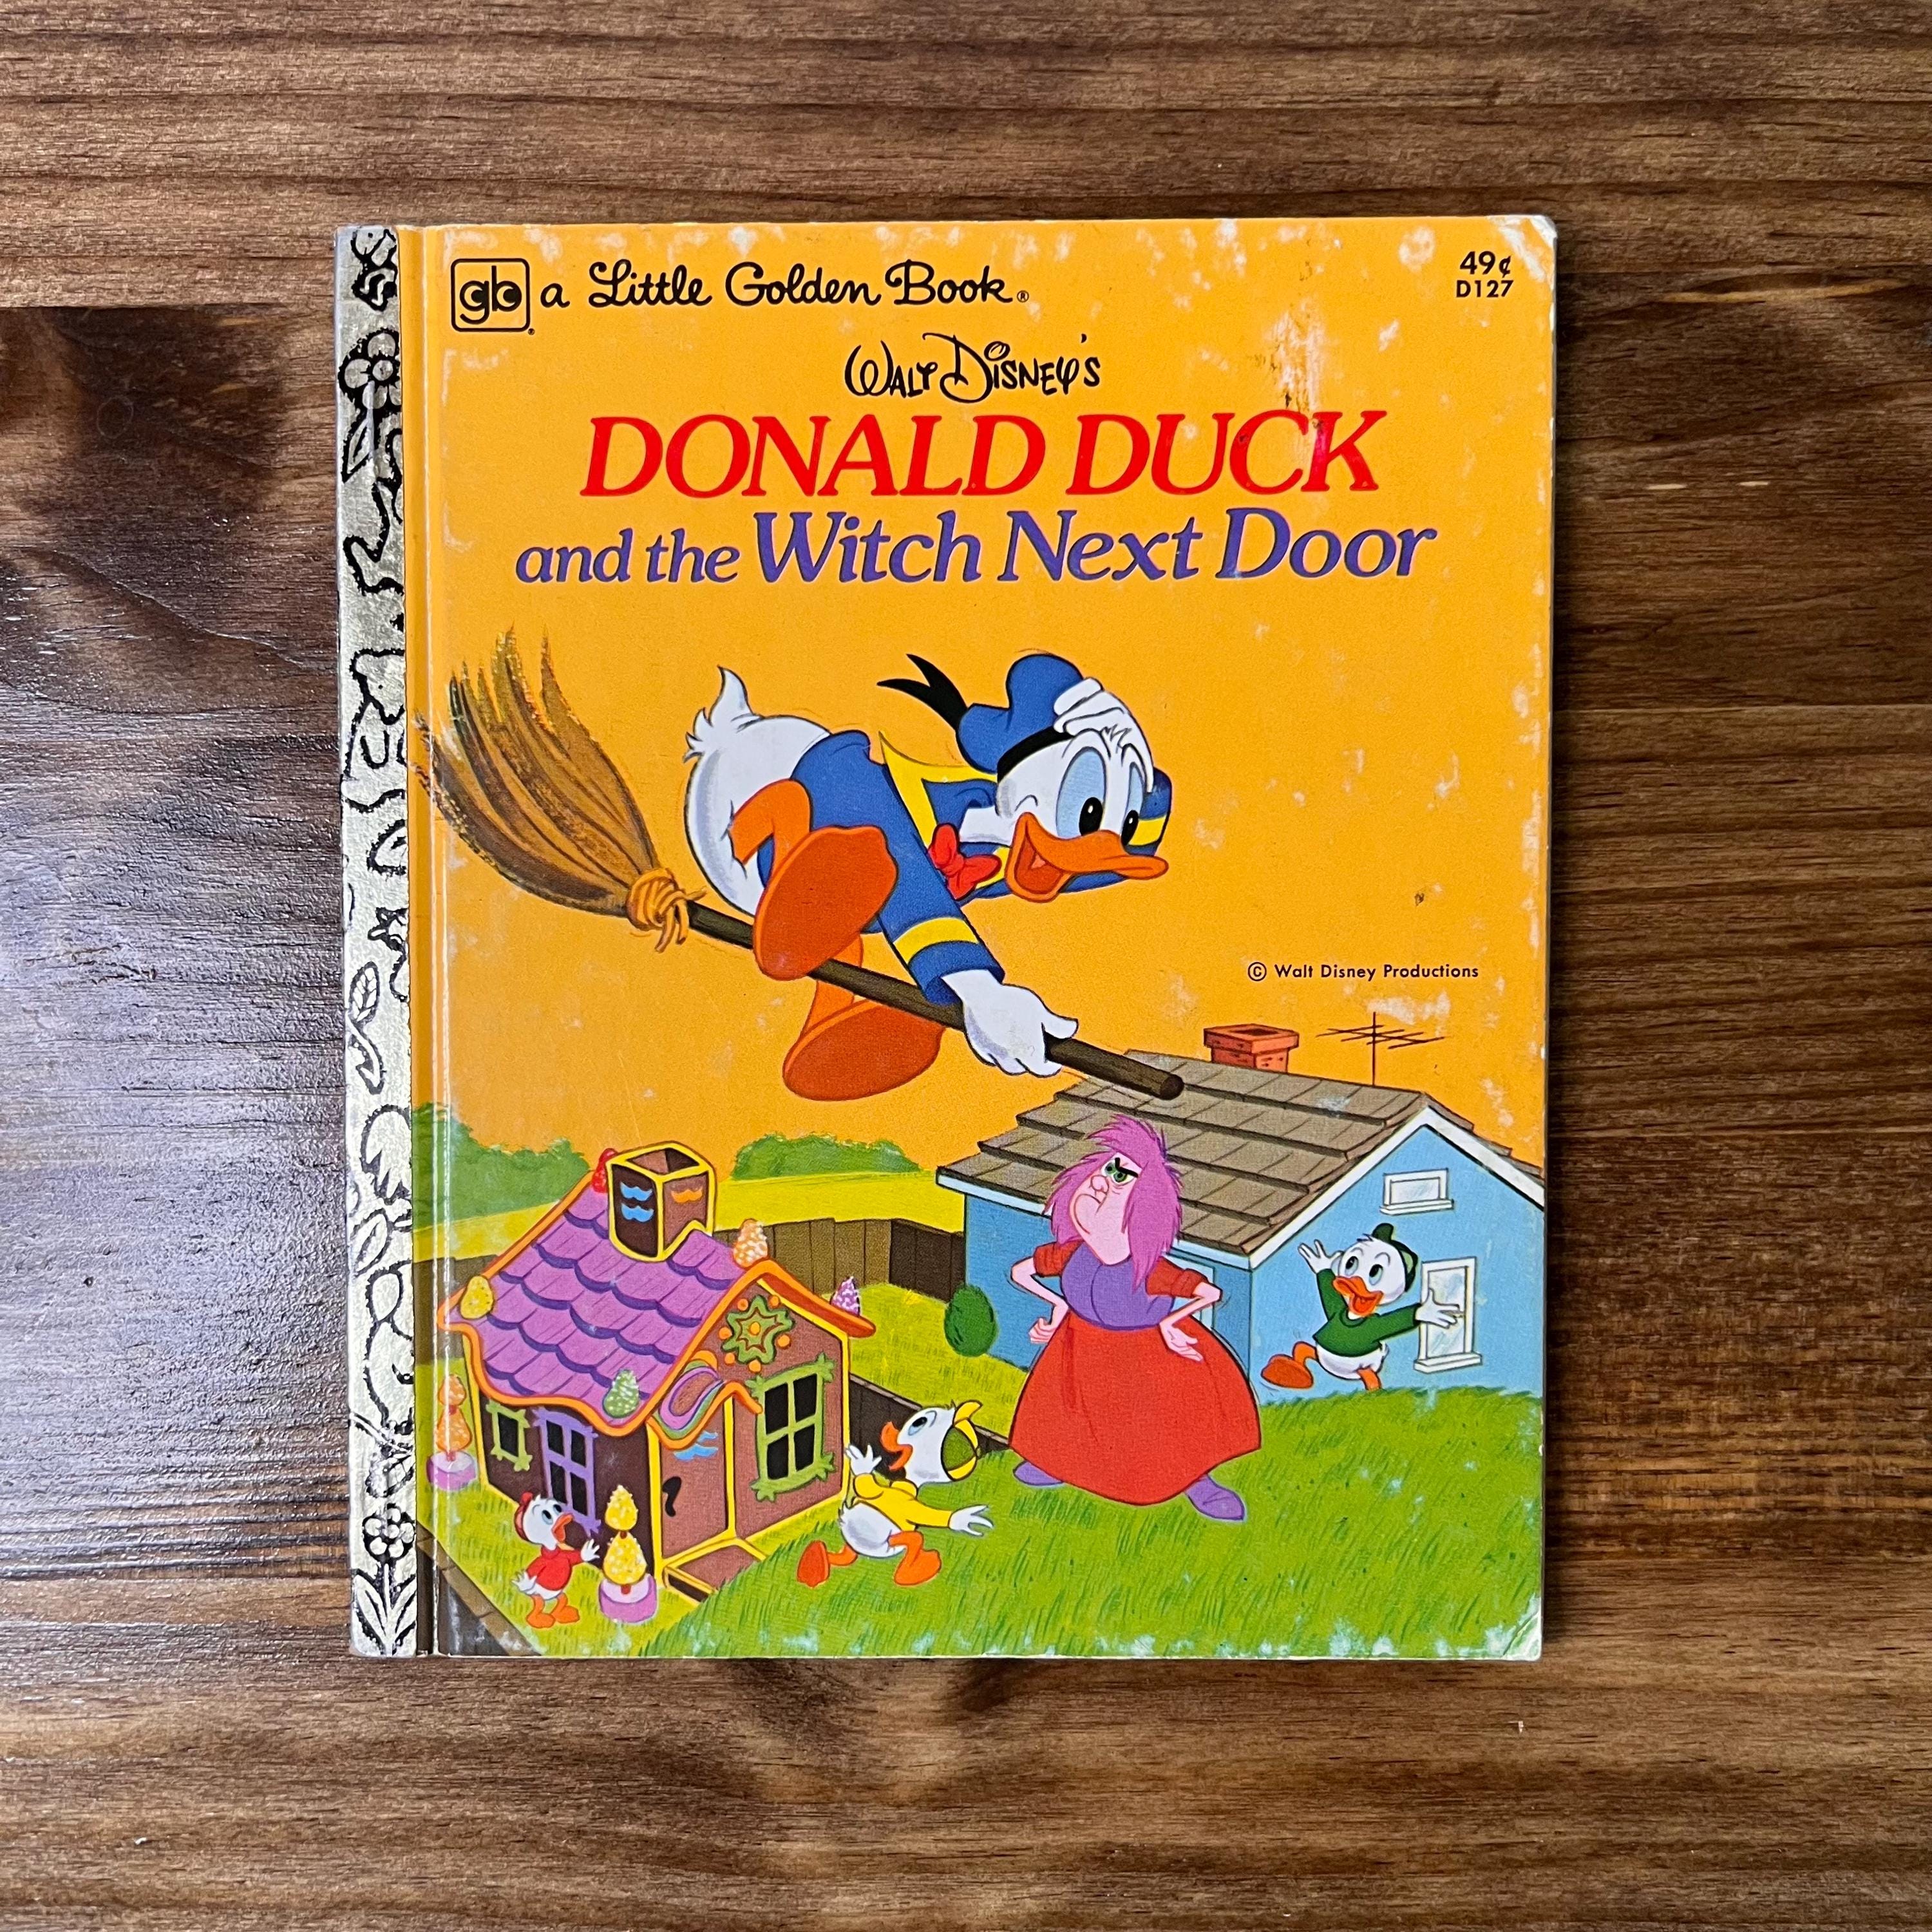 gb a Little Golden Book®
49¢
D127
Walt Disney's
DONALD DUCK
and the Witch Next Door
© Walt Disney Productions